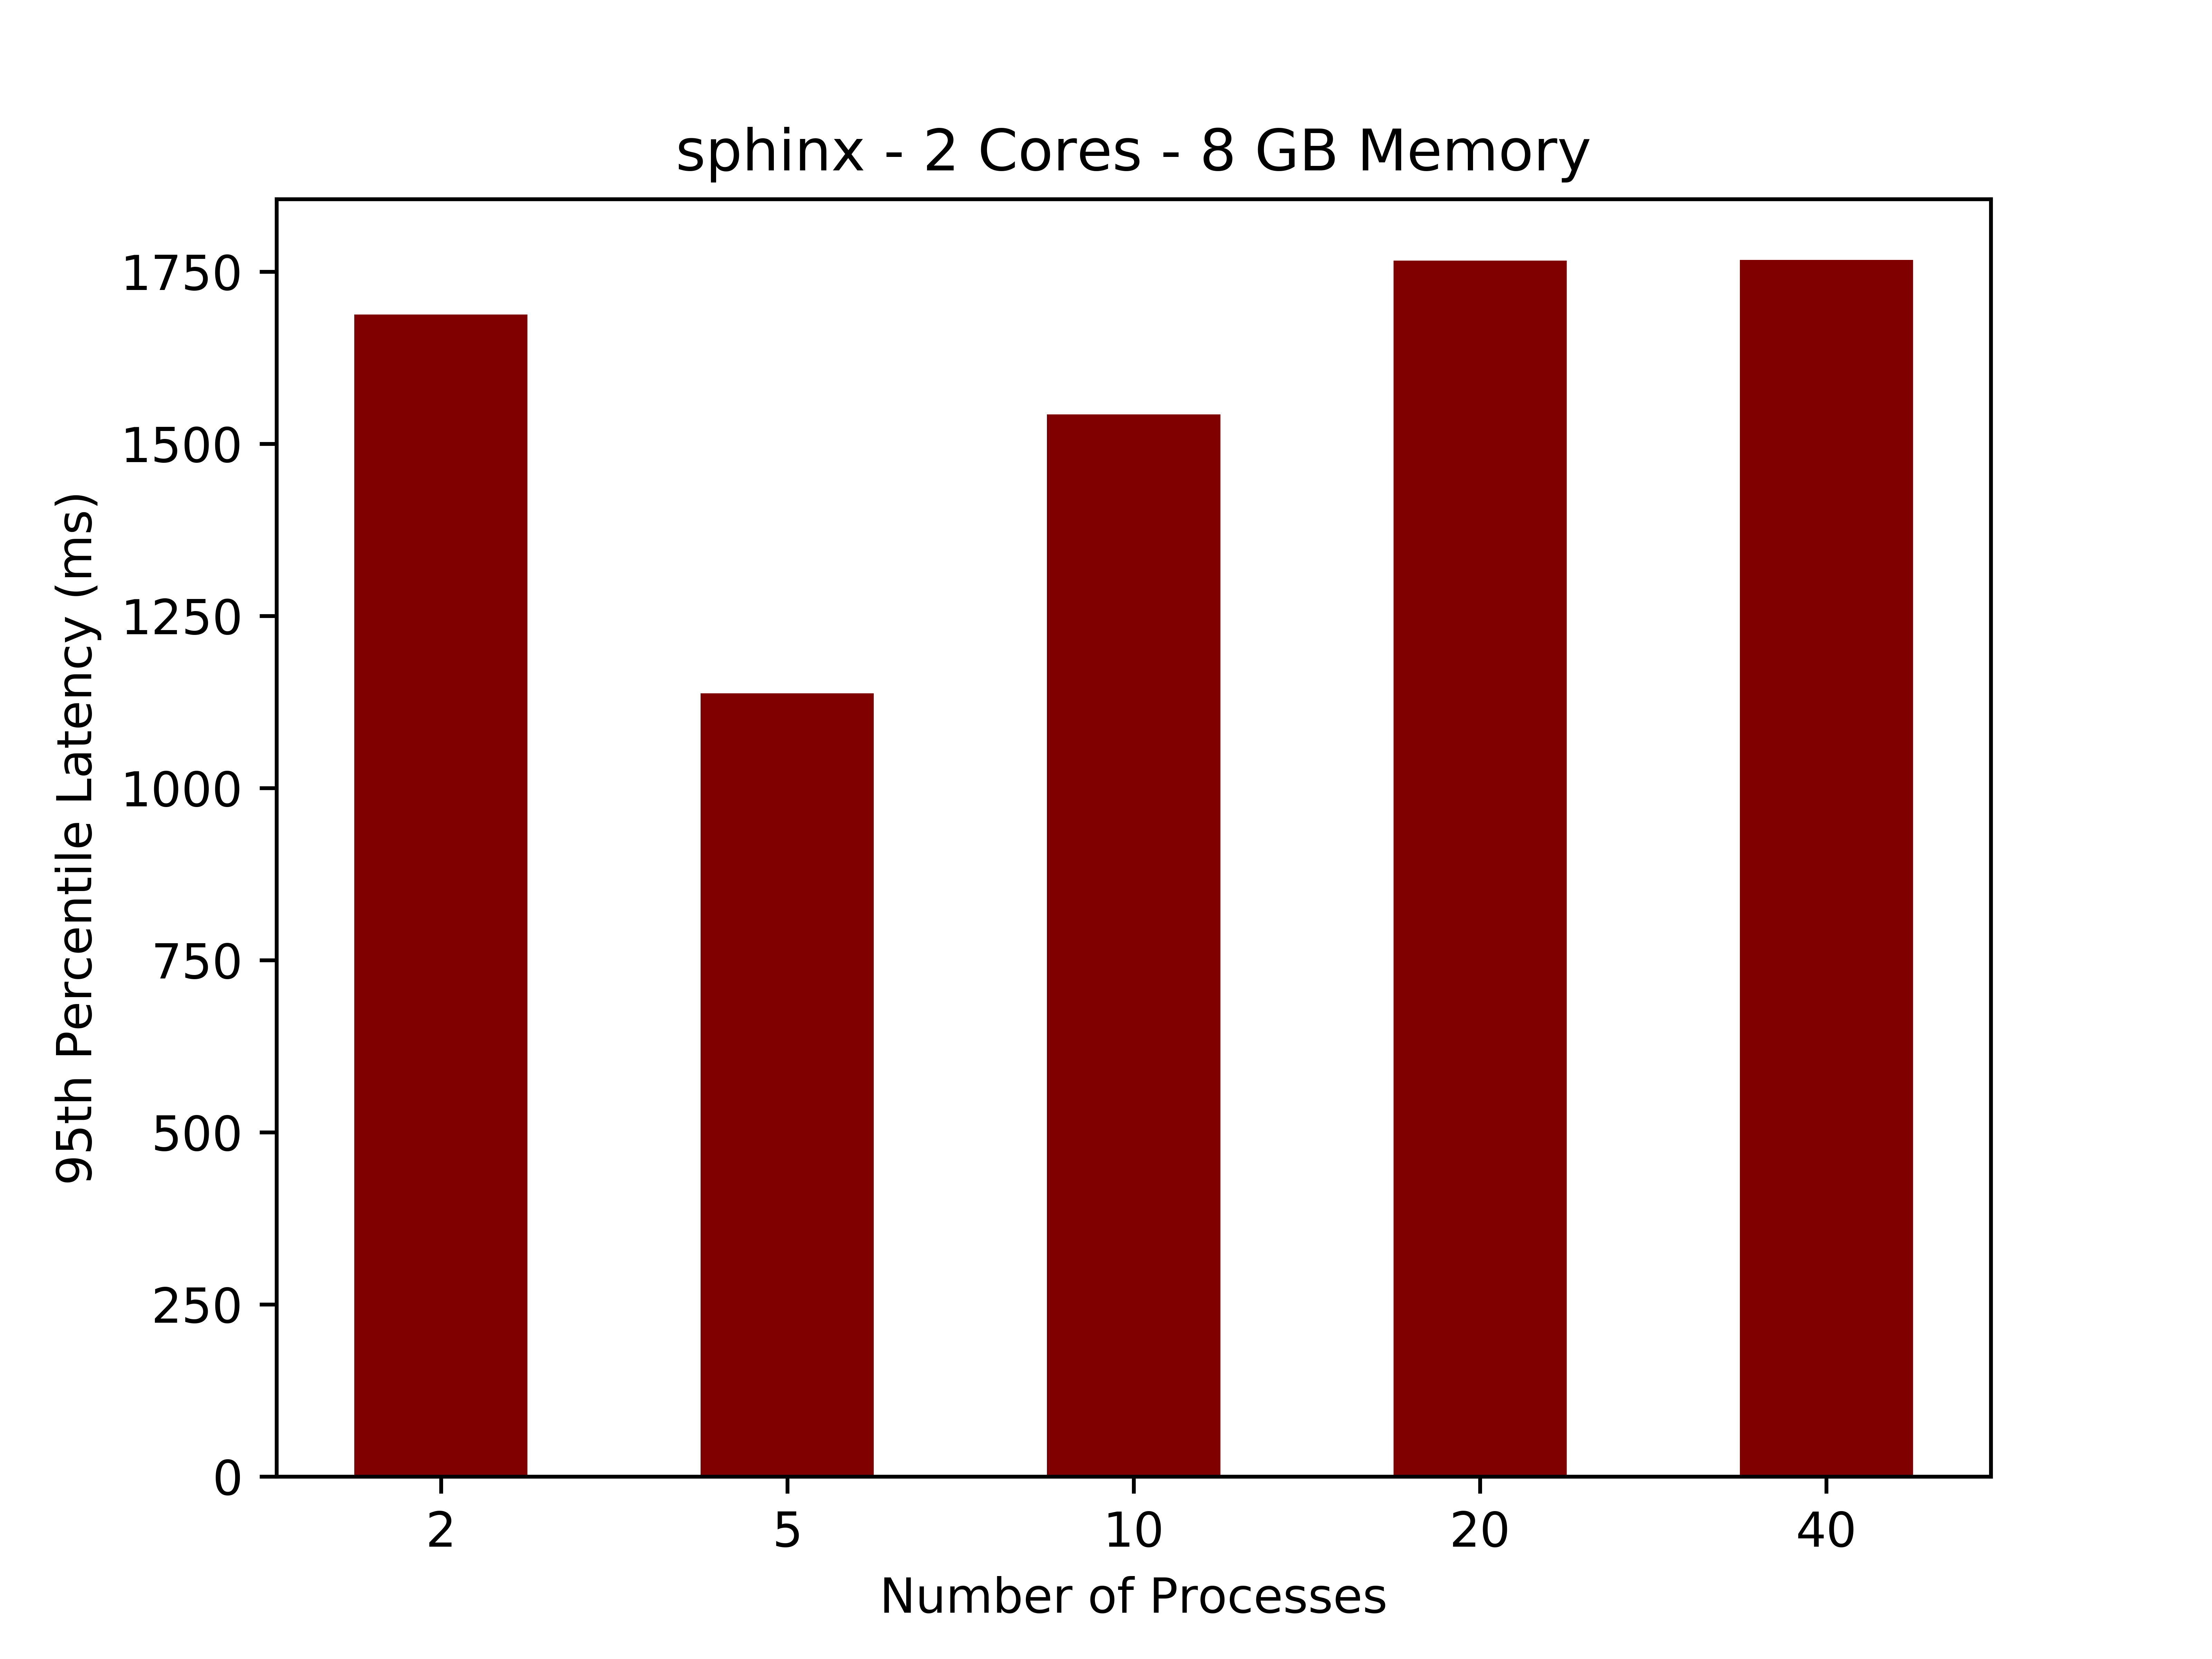 sphinx - 2 Cores - 8 GB Memory
95th Percentile Latency (ms)
1750
1500
1250
1000
750
500
250
0
2 5 10 20 40
Number of Processes